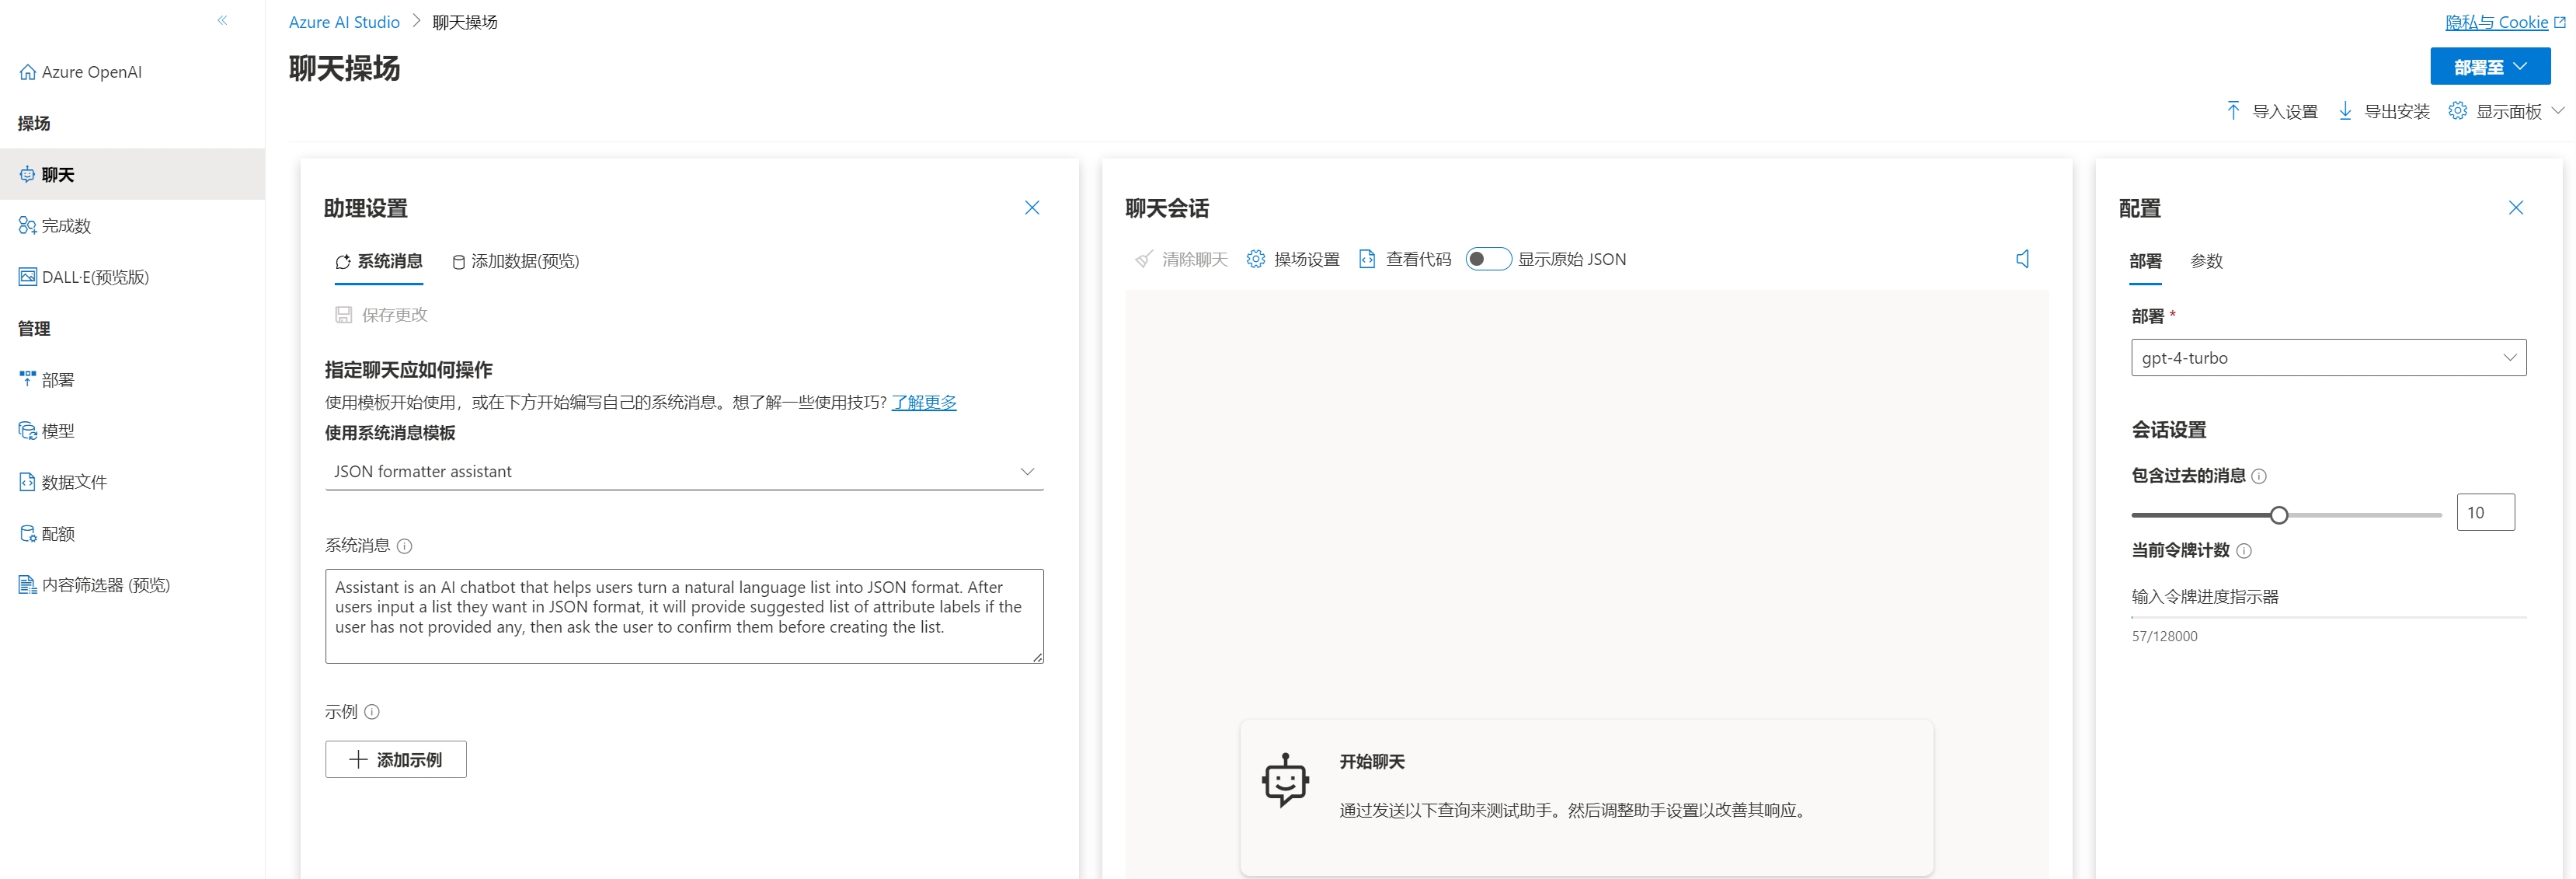 Azure OpenAI
操场
聊天
完成数
DALL·E(预览版)
管理
部署
模型
数据文件
配额
内容筛选器 (预览)
Azure AI Studio > 聊天操场
隐私与 Cookie
聊天操场
部署至
导入设置 导出安装 显示面板
助理设置
系统消息 添加数据(预览)
保存更改
指定聊天应如何操作
使用模板开始使用，或在下方开始编写自己的系统消息。想了解一些使用技巧? 了解更多
使用系统消息模板
JSON formatter assistant
系统消息
Assistant is an AI chatbot that helps users turn a natural language list into JSON format. After
users input a list they want in JSON format, it will provide suggested list of attribute labels if the
user has not provided any, then ask the user to confirm them before creating the list.
示例
添加示例
聊天会话
清除聊天 操场设置 查看代码 显示原始 JSON
开始聊天
通过发送以下查询来测试助手。然后调整助手设置以改善其响应。
配置
部署 参数
部署 *
gpt-4-turbo
会话设置
包含过去的消息
10
当前令牌计数
输入令牌进度指示器
57/128000